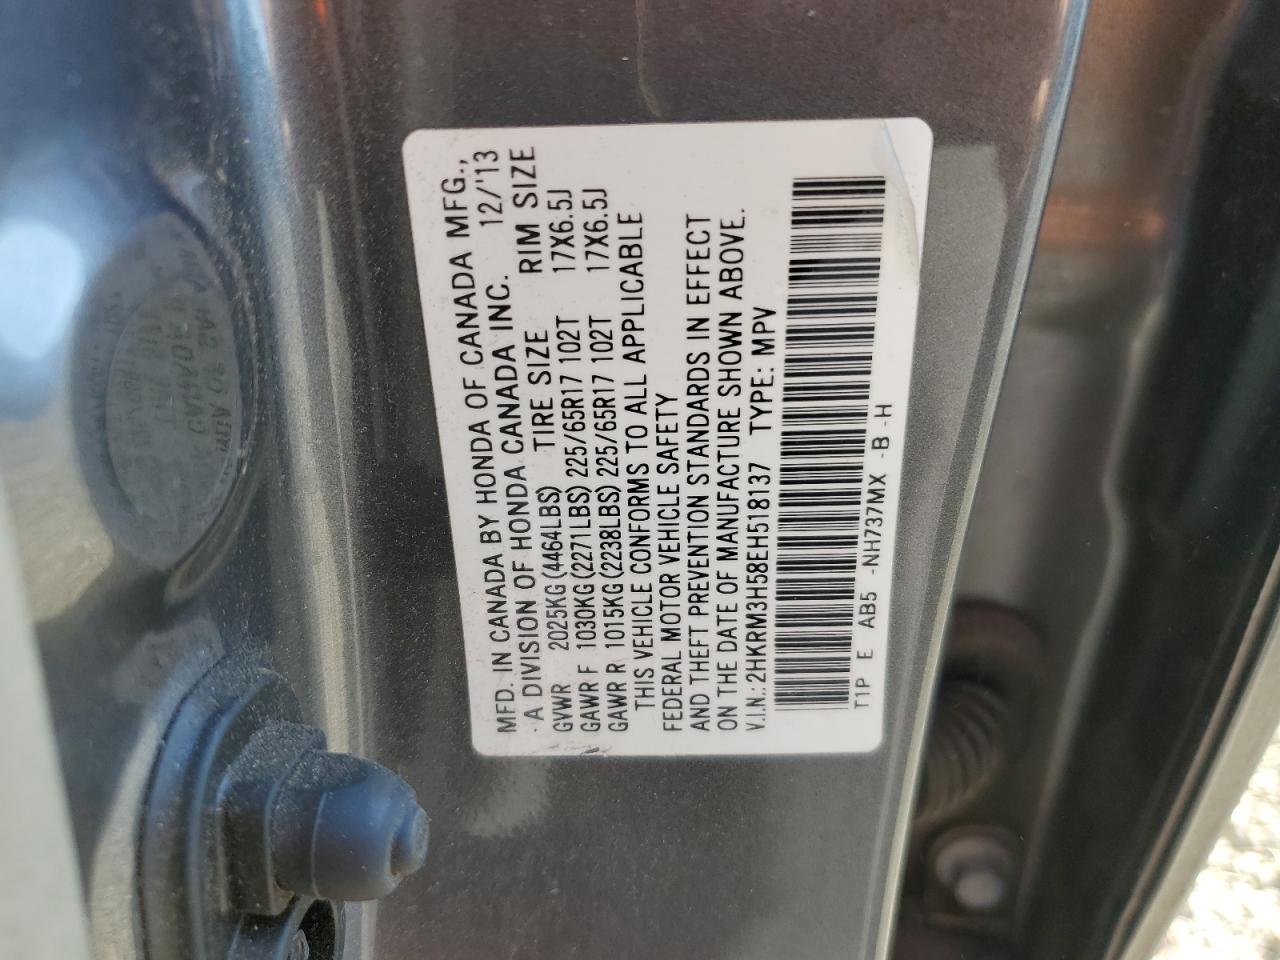 MFD. IN CANADA BY HONDA OF CANADA MFG.,
A DIVISION OF HONDA CANADA INC. 12/'13
GVWR 2025KG (4464LBS) TIRE SIZE RIM SIZE
GAWR F 1030KG (2271LBS) 225/65R17 102T 17X6.5J
GAWR R 1015KG (2238LBS) 225/65R17 102T 17X6.5J
THIS VEHICLE CONFORMS TO ALL APPLICABLE
FEDERAL MOTOR VEHICLE SAFETY
AND THEFT PREVENTION STANDARDS IN EFFECT
ON THE DATE OF MANUFACTURE SHOWN ABOVE.
V.I.N.: 2HKRM3H58EH518137 TYPE: MPV
T1P E AB5 -NH737MX -B -H